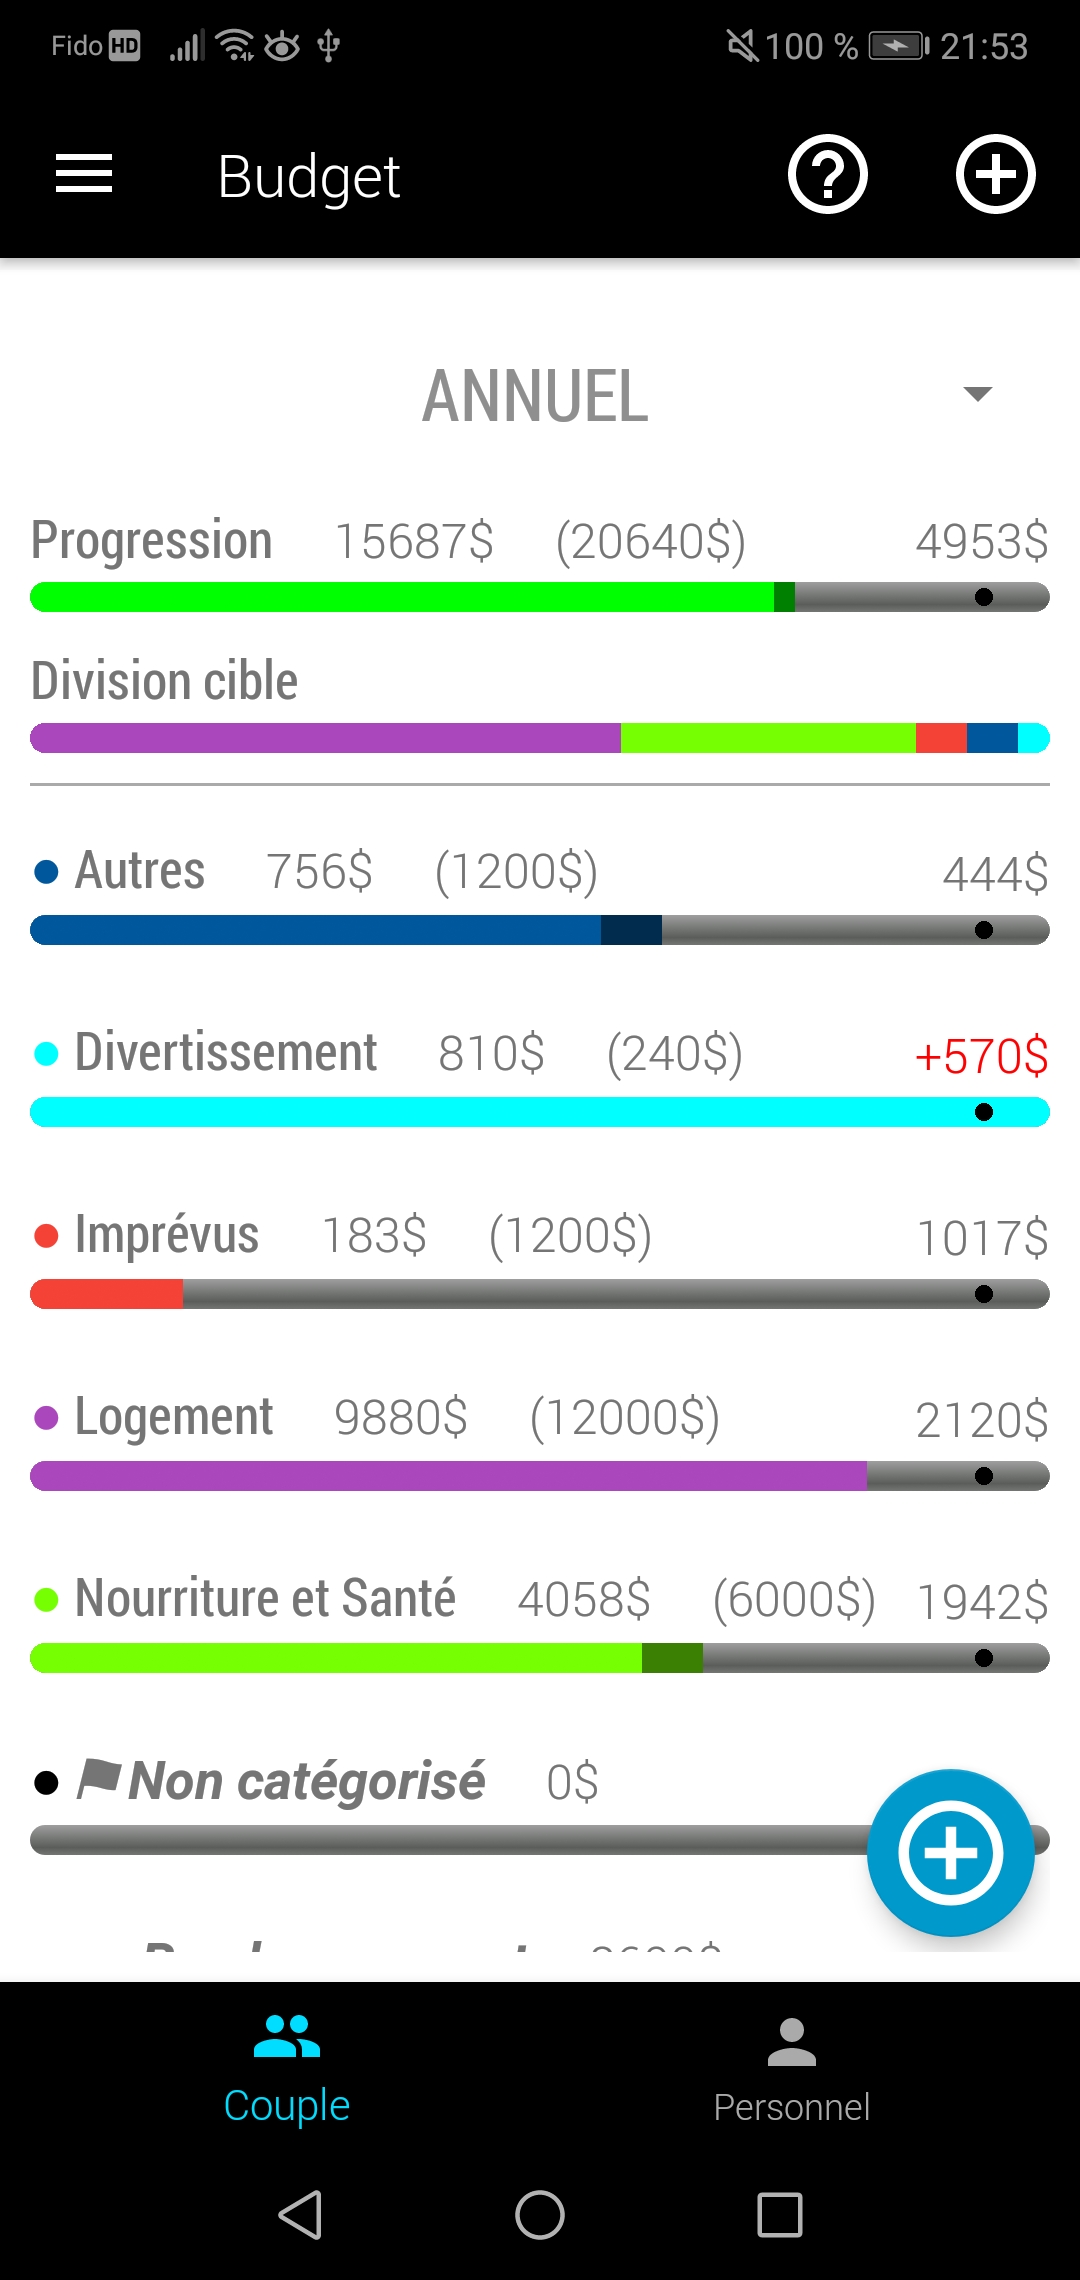 Fido HD 100 % 21:53
Budget
ANNUEL
Progression 15687$ (20640$) 4953$
Division cible
Autres 756$ (1200$) 444$
Divertissement 810$ (240$) +570$
Imprévus 183$ (1200$) 1017$
Logement 9880$ (12000$) 2120$
Nourriture et Santé 4058$ (6000$) 1942$
Non catégorisé 0$
Couple Personnel